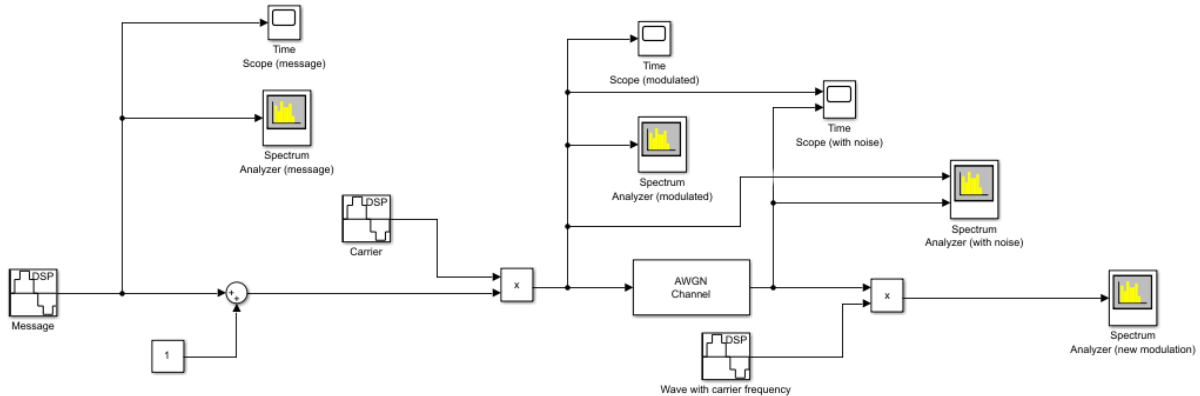 Time
Scope (message)
Time
Scope (modulated)
Time
Scope (with noise)
Spectrum
Analyzer (message)
Spectrum
Analyzer (modulated)
DSP
Carrier
Spectrum
Analyzer (with noise)
DSP
Message
+
+
1
x
AWGN
Channel
x
DSP
Wave with carrier frequency
Spectrum
Analyzer (new modulation)